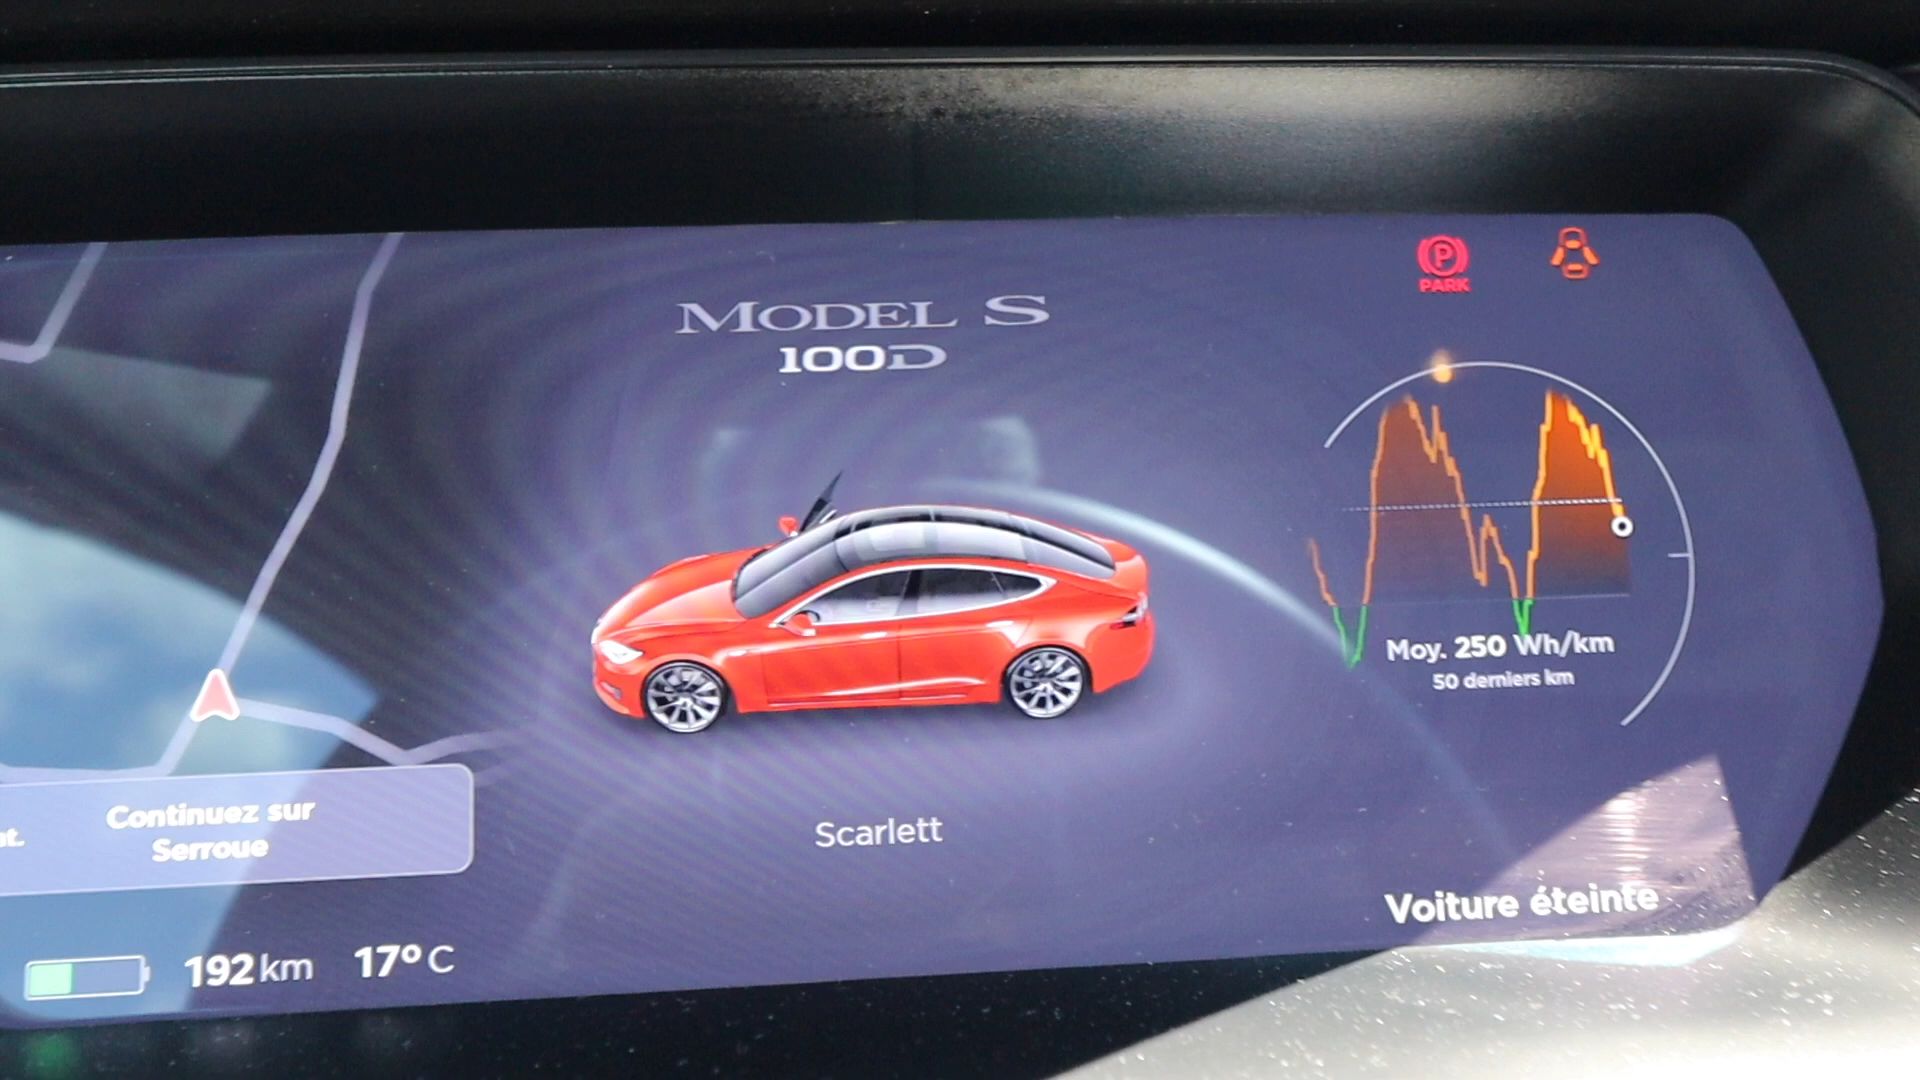 MODEL S
100D
P
PARK
Moy. 250 Wh/km
50 derniers km
Continuez sur
Serroue
Scarlett
Voiture éteinte
192 km 17° C